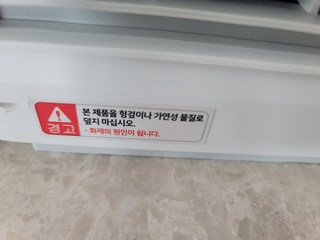 경고
본 제품을 헝겊이나 가연성 물질로
덮지 마십시오.
- 화재의 원인이 됩니다.